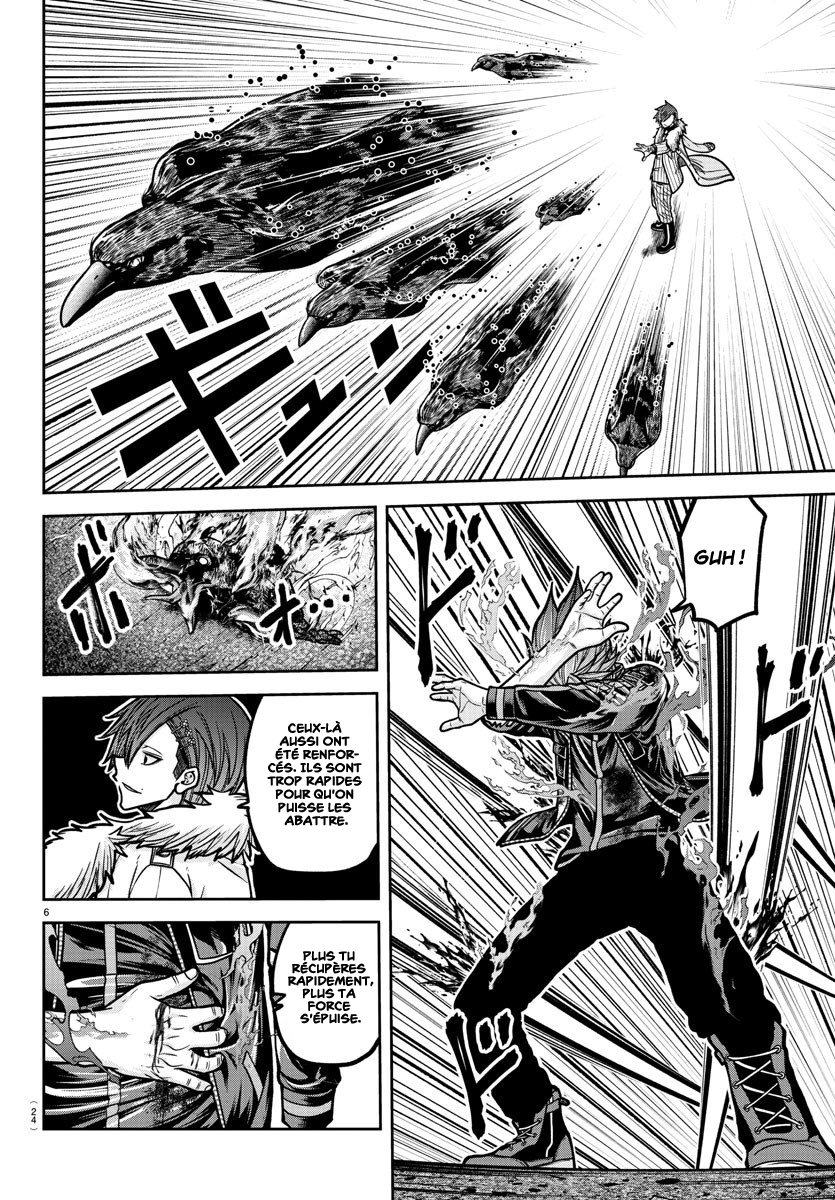 ギュン
ドド
GUH !
ド
ド
ボオ…
CEUX-LÀ
AUSSI ONT
ÉTÉ RENFOR-
CÉS. ILS SONT
TROP RAPIDES
POUR QU'ON
PUISSE LES
ABATTRE.
6
PLUS TU
RÉCUPÈRES
RAPIDEMENT,
PLUS TA
FORCE
S'ÉPUISE.
(24)